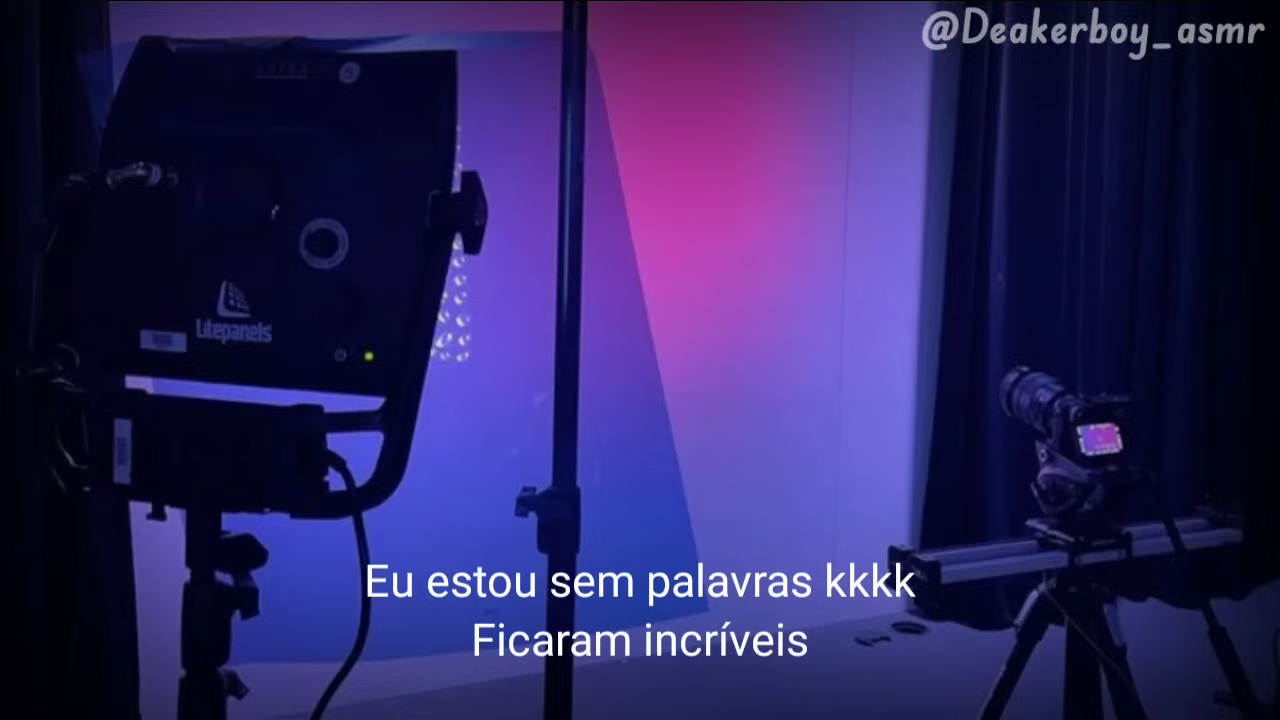 @Deakerboy_asmr
Litepanels
Eu estou sem palavras kkkk
Ficaram incríveis